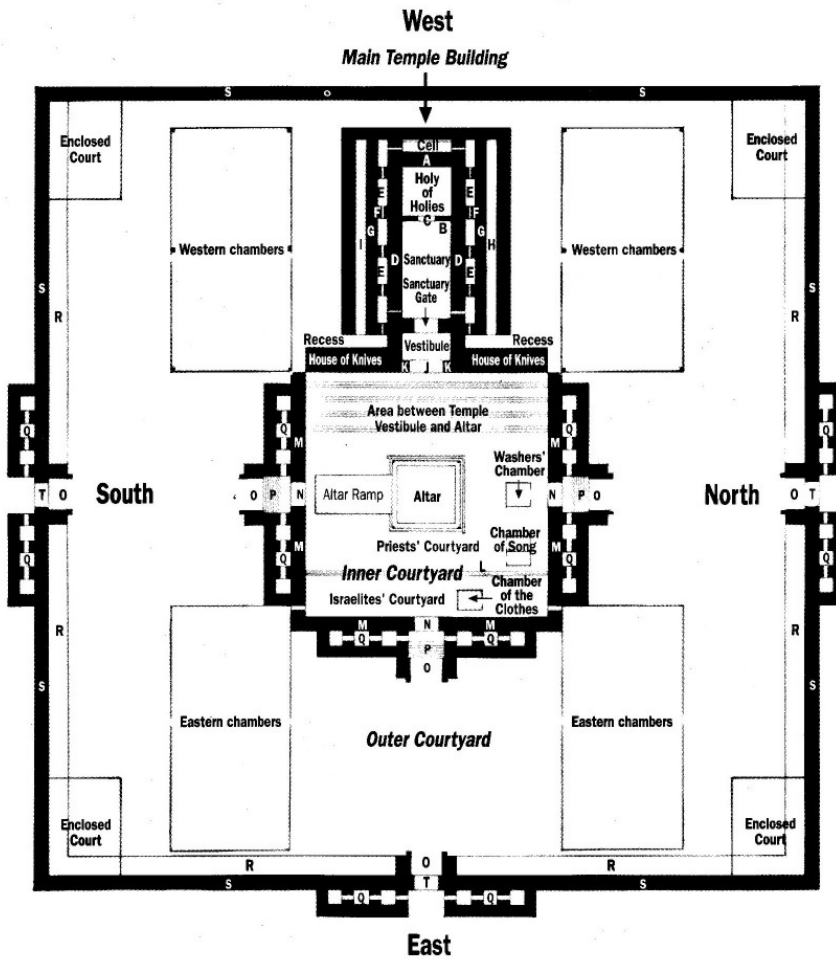 West
Main Temple Building
S o S
Enclosed
Court
Enclosed
Court
Cell
A
Holy
of
Holies
E E
F F
C
B
G G
I H
Western chambers
Western chambers
D Sanctuary D
E E
Sanctuary
Gate
S S
R R
Recess Recess
Vestibule
House of Knives House of Knives
K J K
Area between Temple
Vestibule and Altar
Q Q Q Q
M M
Washers'
Chamber
T O South O P N
Altar Ramp
Altar
N P O North O T
Chamber
of Song
Priests' Courtyard
M M
Q Q Q Q
L
Inner Courtyard
Chamber
of the
Clothes
Israelites' Courtyard
M N M
Q Q
P
O
R R
S S
Eastern chambers
Eastern chambers
Outer Courtyard
Enclosed
Court
Enclosed
Court
R O R
S T S
Q Q
East